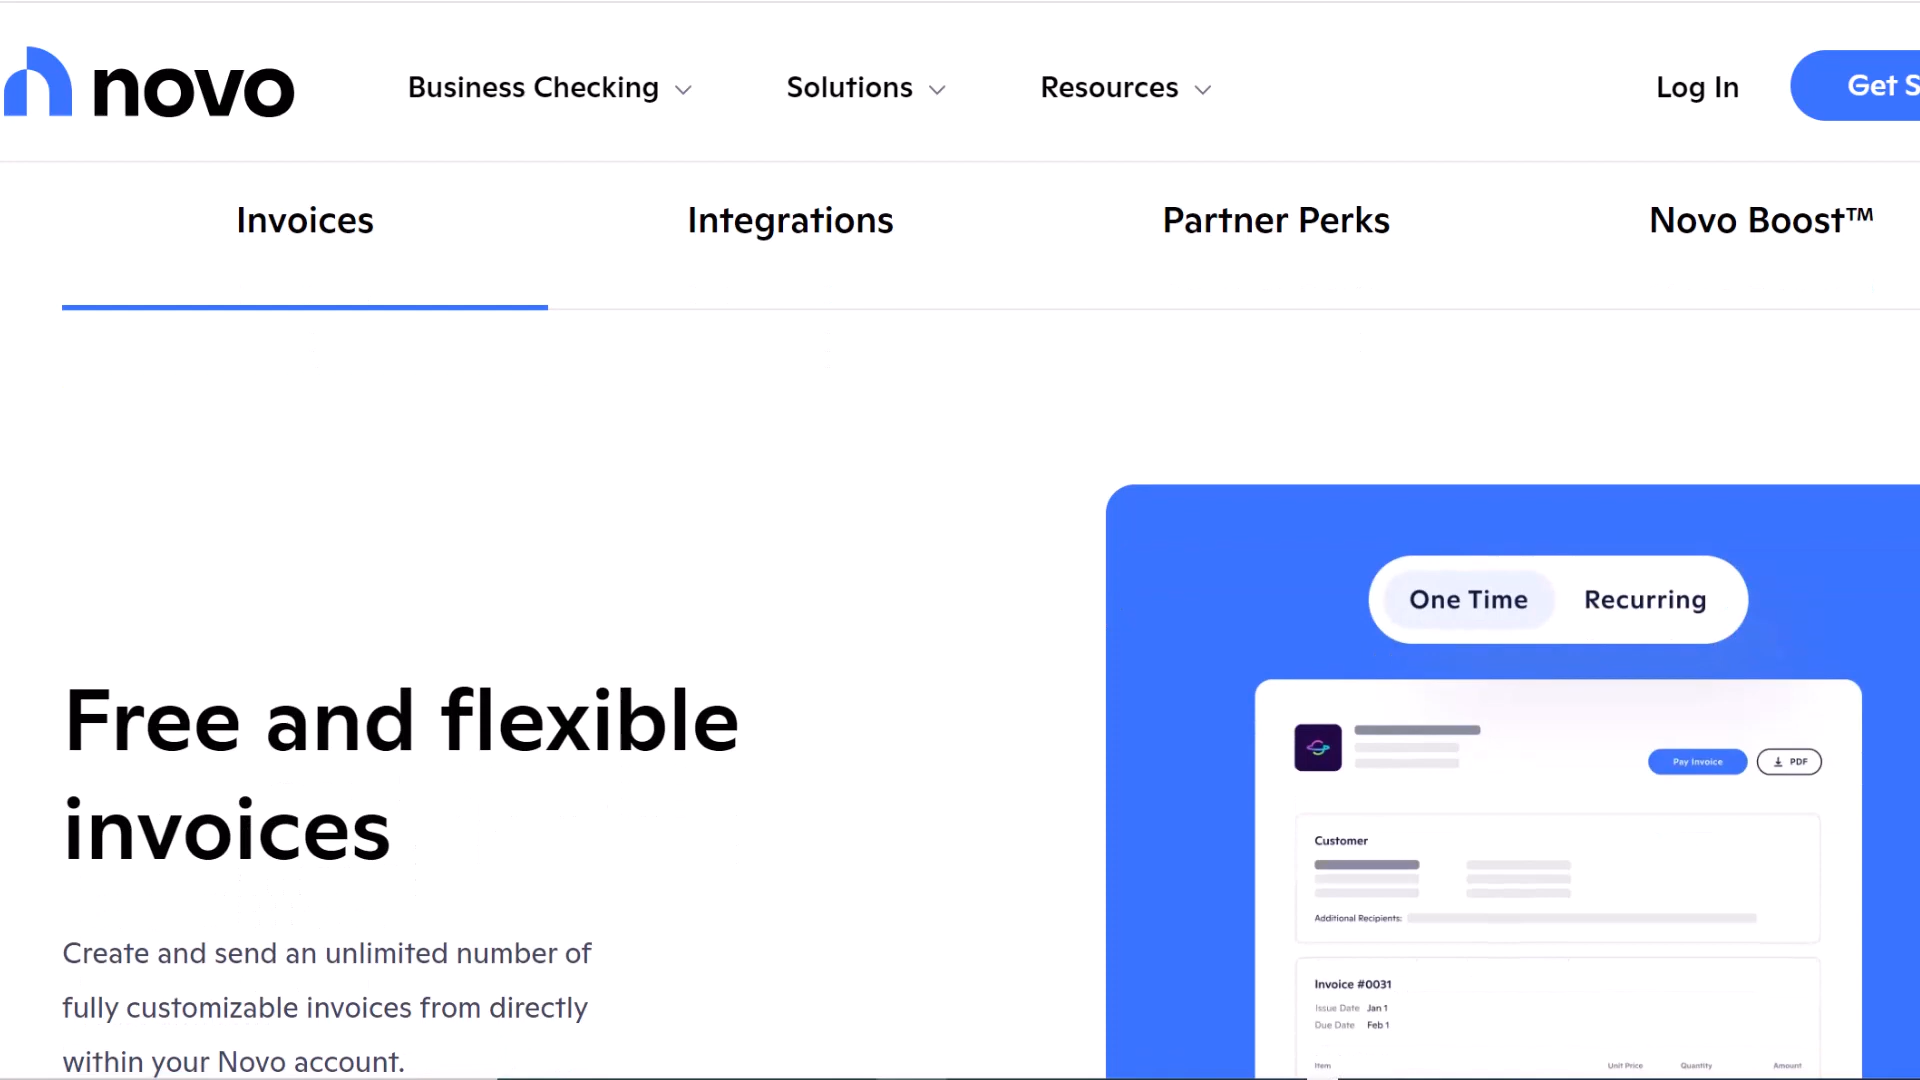 novo
Business Checking
Solutions
Resources
Log In
Get S
Invoices
Integrations
Partner Perks
Novo Boost™
Free and flexible
invoices
Create and send an unlimited number of
fully customizable invoices from directly
within your Novo account.
One Time
Recurring
Pay Invoice
PDF
Customer
Additional Recipients:
Invoice #0031
Issue Date Jan 1
Due Date Feb 1
Item Unit Price Quantity Amount